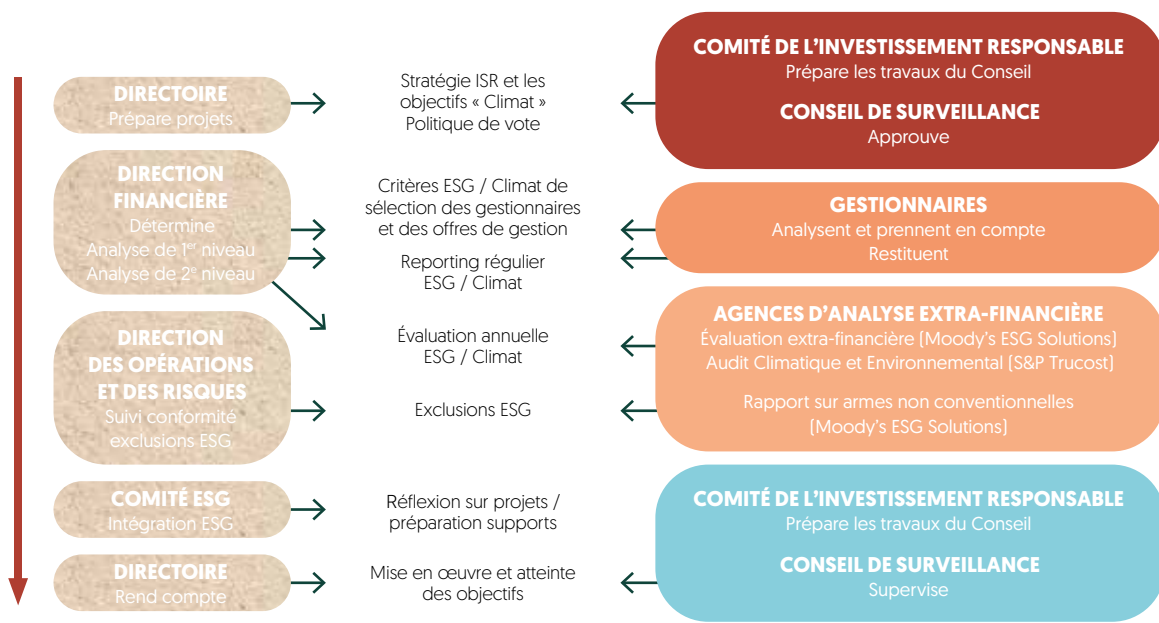 DIRECTOIRE
Prépare projets
Stratégie ISR et les
objectifs « Climat »
Politique de vote
COMITÉ DE L'INVESTISSEMENT RESPONSABLE
Prépare les travaux du Conseil
CONSEIL DE SURVEILLANCE
Approuve
DIRECTION
FINANCIÈRE
Détermine
Analyse de 1er niveau
Analyse de 2e niveau
Critères ESG / Climat de
sélection des gestionnaires
et des offres de gestion
Reporting régulier
ESG / Climat
GESTIONNAIRES
Analysent et prennent en compte
Restituent
DIRECTION
DES OPÉRATIONS
ET DES RISQUES
Suivi conformité
exclusions ESG
Évaluation annuelle
ESG / Climat
Exclusions ESG
AGENCES D'ANALYSE EXTRA-FINANCIÈRE
Évaluation extra-financière (Moody's ESG Solutions)
Audit Climatique et Environnemental (S&P Trucost)
Rapport sur armes non conventionnelles
(Moody's ESG Solutions)
COMITÉ ESG
Intégration ESG
Réflexion sur projets /
préparation supports
COMITÉ DE L'INVESTISSEMENT RESPONSABLE
Prépare les travaux du Conseil
CONSEIL DE SURVEILLANCE
Supervise
DIRECTOIRE
Rend compte
Mise en œuvre et atteinte
des objectifs